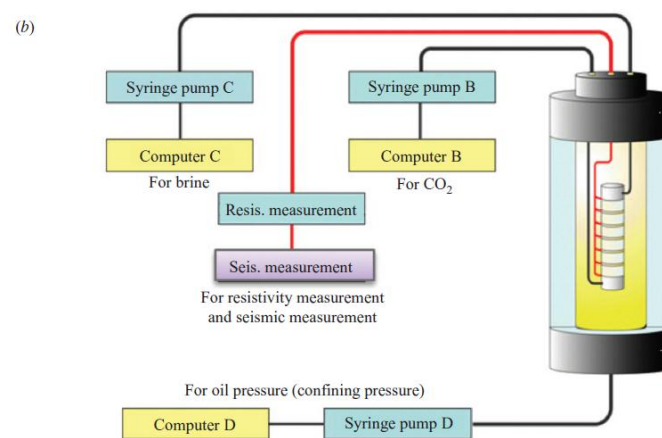 (b)
Syringe pump C
Syringe pump B
Computer C
Computer B
For brine
For CO₂
Resis. measurement
Seis. measurement
For resistivity measurement
and seismic measurement
For oil pressure (confining pressure)
Computer D
Syringe pump D